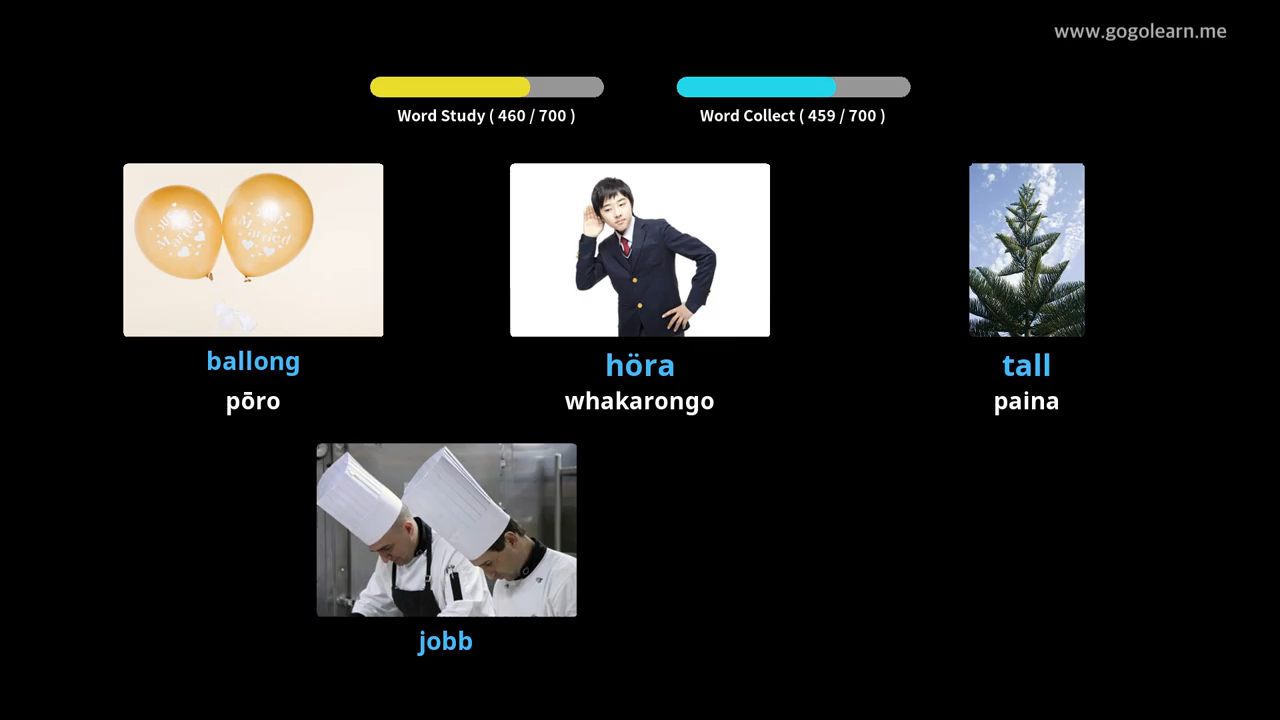 www.gogolearn.me
Word Study ( 460 / 700 )
Word Collect ( 459 / 700 )
ballong
pōro
höra
whakarongo
tall
paina
jobb